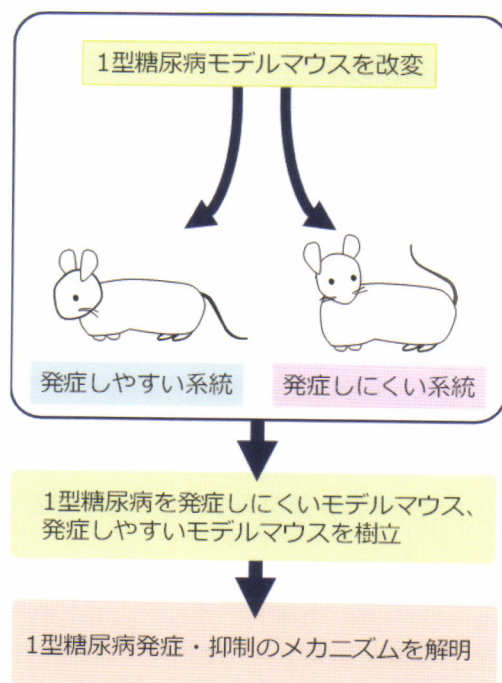 1型糖尿病モデルマウスを改変
発症しやすい系統
発症しにくい系統
1型糖尿病を発症しにくいモデルマウス、
発症しやすいモデルマウスを樹立
1型糖尿病発症・抑制のメカニズムを解明